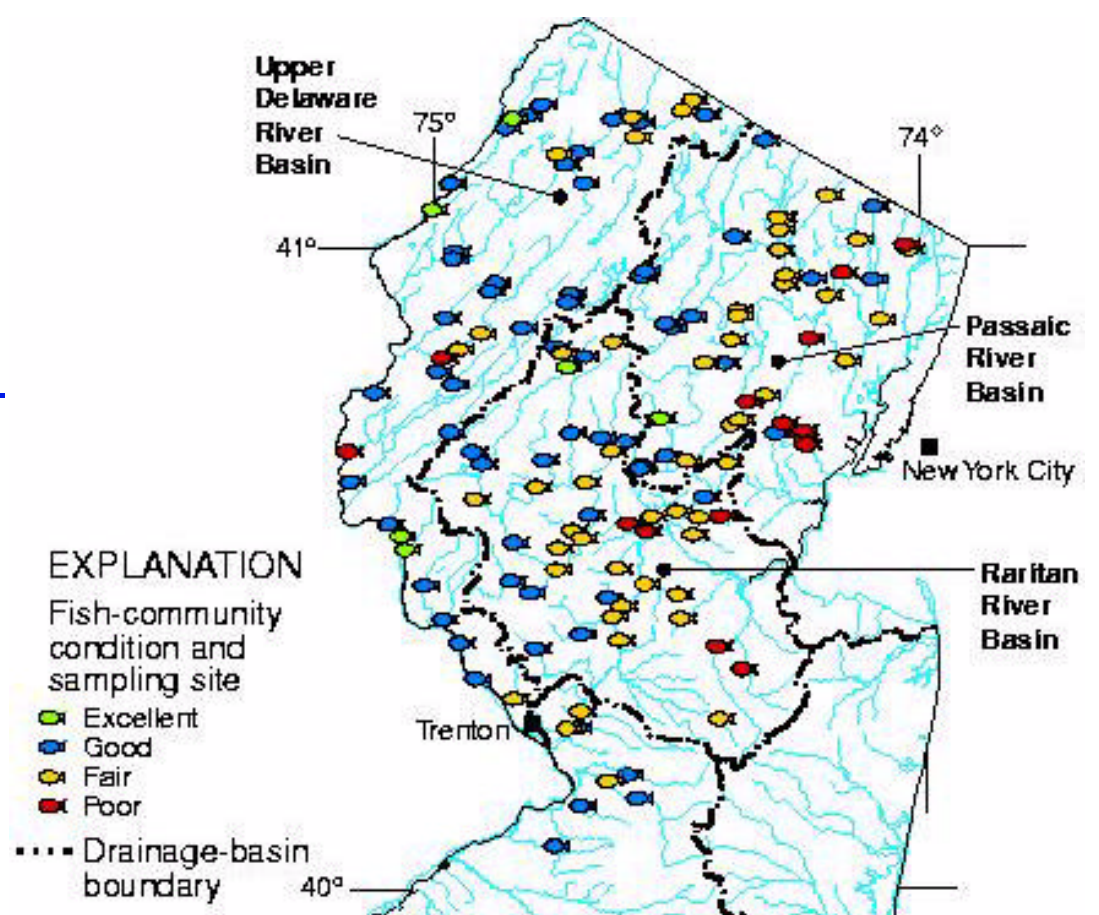 Upper
Delaware
River
Basin
75°
74°
41°
Passaic
River
Basin
New York City
EXPLANATION
Fish-community
condition and
sampling site
Excellent
Good
Fair
Poor
Drainage-basin
boundary
Raritan
River
Basin
Trenton
40°